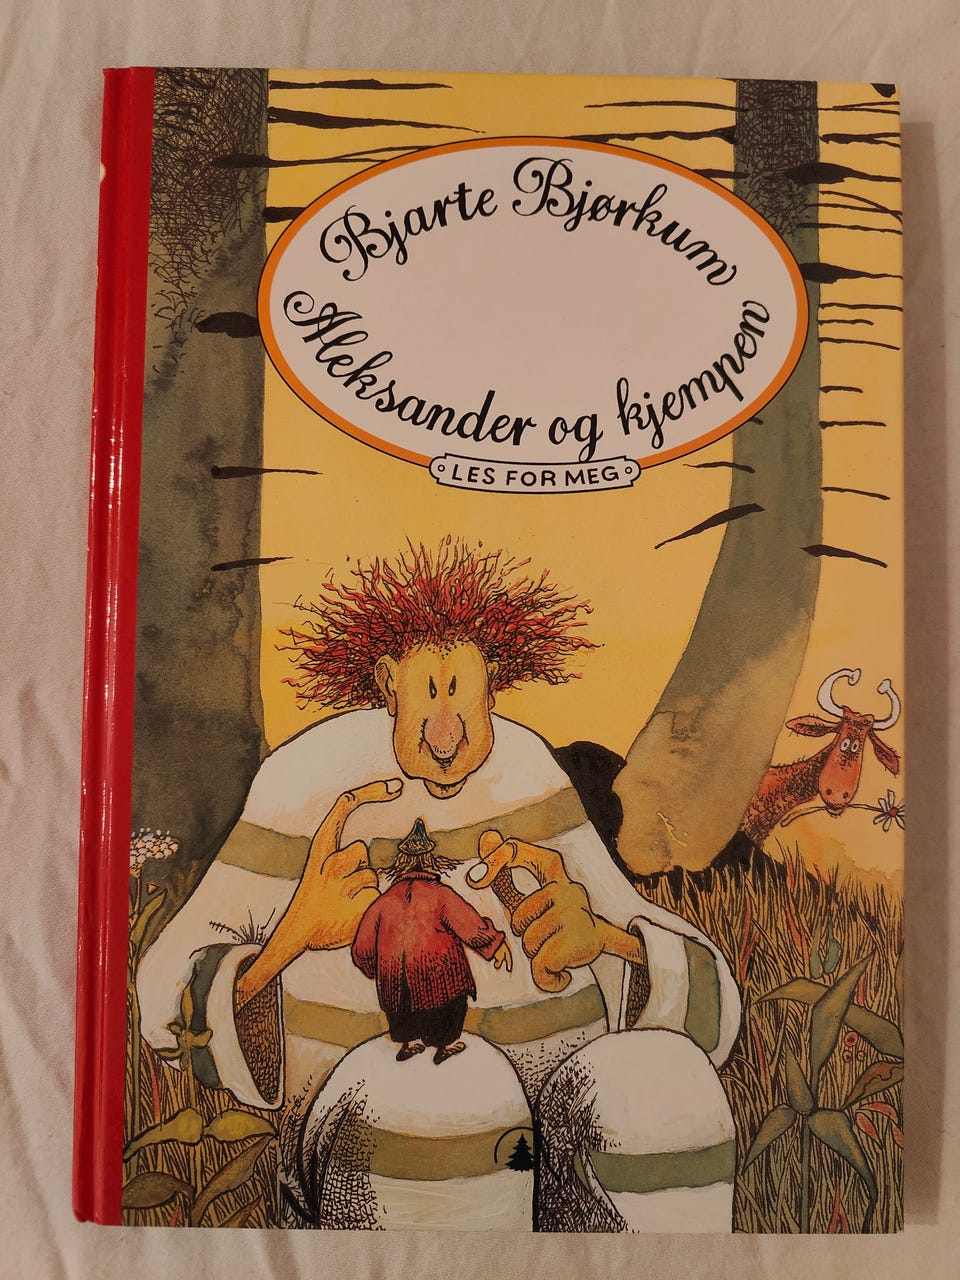 Bjarte Bjørkum
Aleksander og kjempen
LES FOR MEG